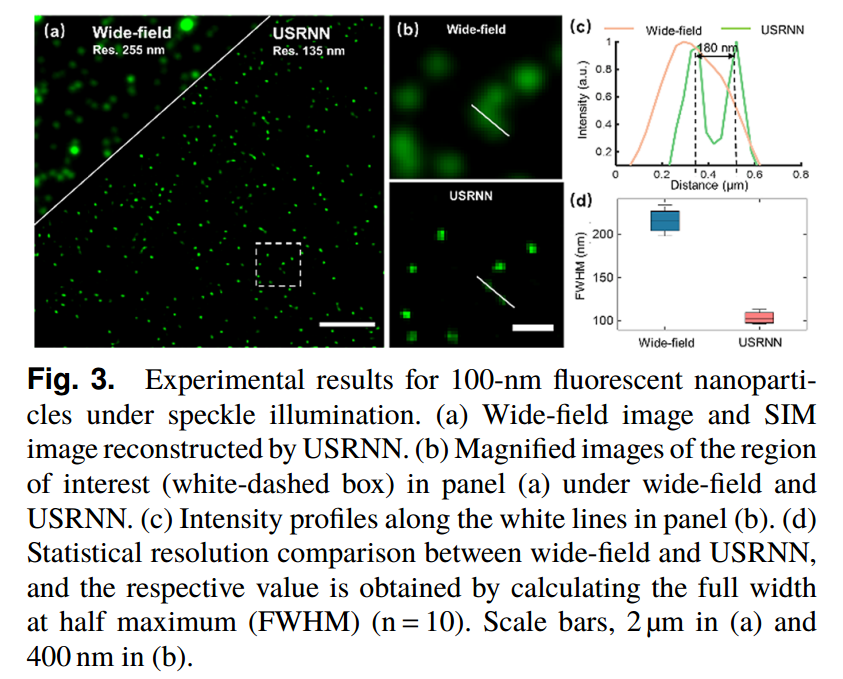 (a) Wide-field USRNN
Res. 255 nm Res. 135 nm
(b) Wide-field
USRNN
(c) Wide-field USRNN
180 nm
Intensity (a.u.)
1
0.8
0.6
0.4
0.2
0 0.2 0.4 0.6 0.8
Distance (μm)
(d)
FWHM (nm)
200
150
100
Wide-field USRNN
Fig. 3. Experimental results for 100-nm fluorescent nanoparti-
cles under speckle illumination. (a) Wide-field image and SIM
image reconstructed by USRNN. (b) Magnified images of the region
of interest (white-dashed box) in panel (a) under wide-field and
USRNN. (c) Intensity profiles along the white lines in panel (b). (d)
Statistical resolution comparison between wide-field and USRNN,
and the respective value is obtained by calculating the full width
at half maximum (FWHM) (n = 10). Scale bars, 2 μm in (a) and
400 nm in (b).